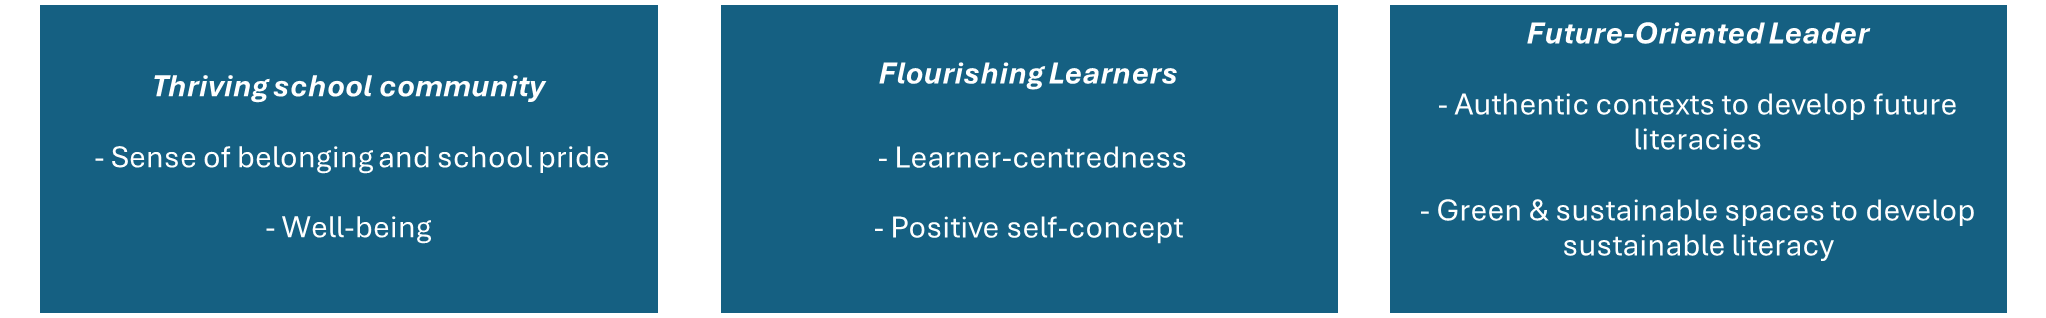 Thriving school community
- Sense of belonging and school pride
- Well-being
Flourishing Learners
- Learner-centredness
- Positive self-concept
Future-Oriented Leader
- Authentic contexts to develop future
literacies
- Green & sustainable spaces to develop
sustainable literacy